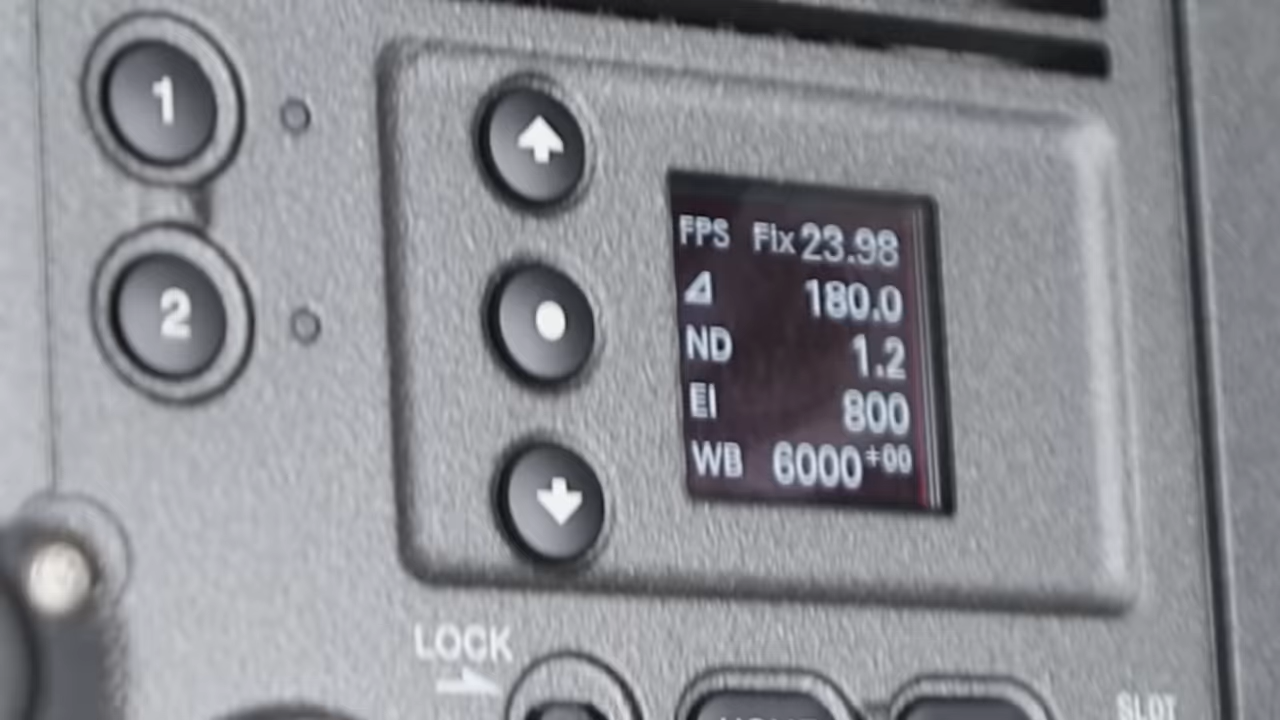 1
2
FPS Fix 23.98
180.0
ND 1.2
EI 800
WB 6000 +00
LOCK
SLOT